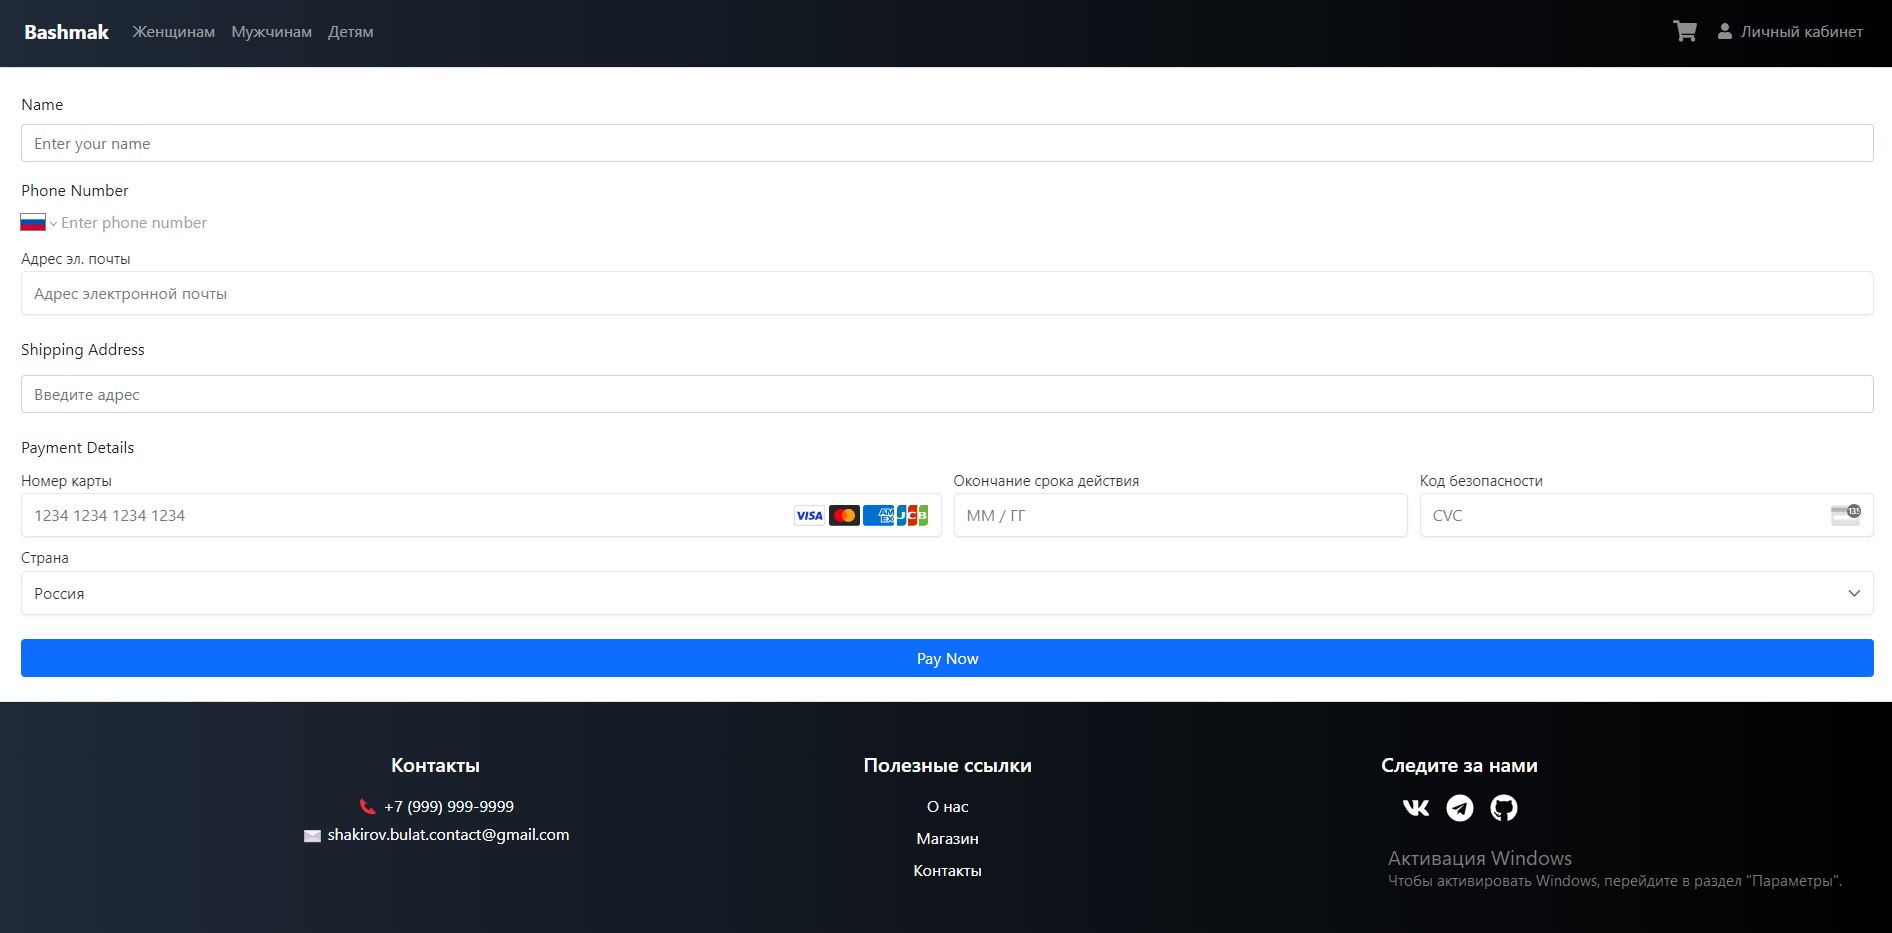 Bashmak Женщинам Мужчинам Детям Личный кабинет
Name
Enter your name
Phone Number
Enter phone number
Адрес эл. почты
Адрес электронной почты
Shipping Address
Введите адрес
Payment Details
Номер карты Окончание срока действия Код безопасности
1234 1234 1234 1234 VISA AM EX JCB ММ / ГГ CVC 135
Страна
Россия
Pay Now
Контакты
+7 (999) 999-9999
shakirov.bulat.contact@gmail.com
Полезные ссылки
О нас
Магазин
Контакты
Следите за нами
Активация Windows
Чтобы активировать Windows, перейдите в раздел "Параметры".